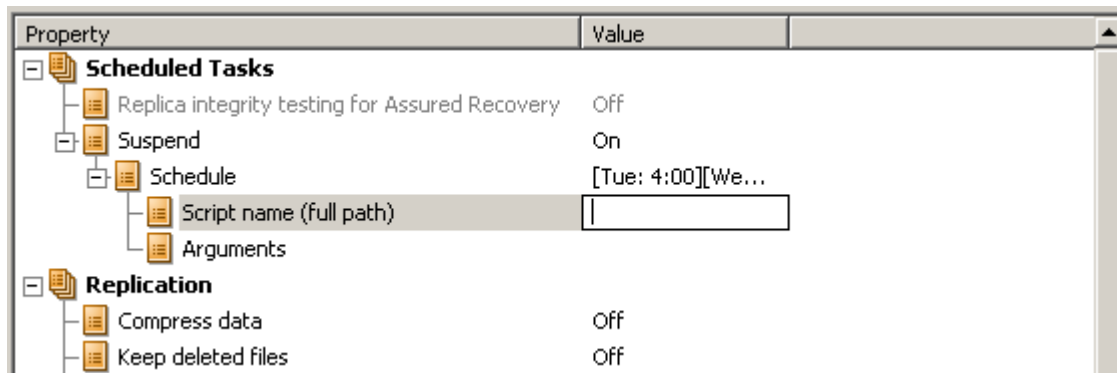 Property Value
Scheduled Tasks
Replica integrity testing for Assured Recovery Off
Suspend On
Schedule [Tue: 4:00][We...
Script name (full path)
Arguments
Replication
Compress data Off
Keep deleted files Off